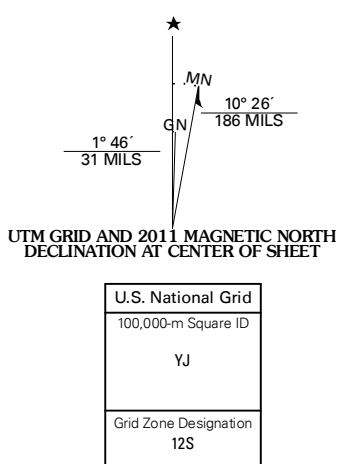 ★
MN
GN
10° 26´
186 MILS
1° 46´
31 MILS
UTM GRID AND 2011 MAGNETIC NORTH
DECLINATION AT CENTER OF SHEET
U.S. National Grid
100,000-m Square ID
YJ
Grid Zone Designation
12S